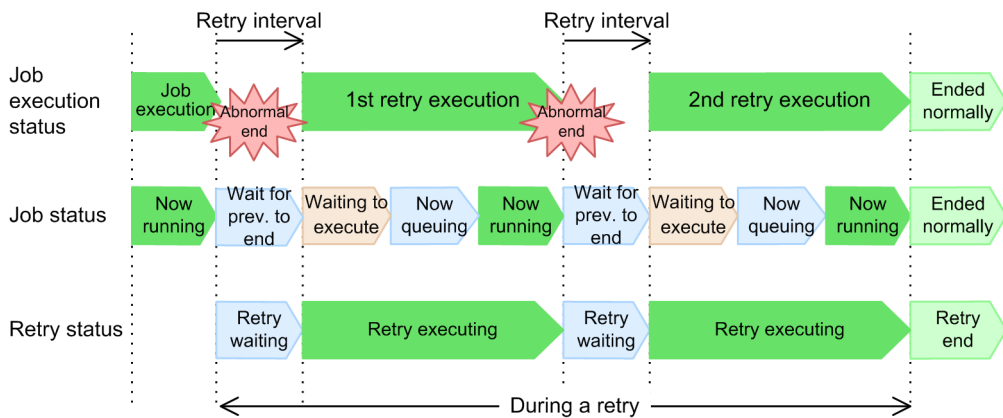 Retry interval
Retry interval
Job
execution
status
Job
execution
Abnormal
end
1st retry execution
Abnormal
end
2nd retry execution
Ended
normally
Job status
Now
running
Wait for
prev. to
end
Waiting to
execute
Now
queuing
Now
running
Wait for
prev. to
end
Waiting to
execute
Now
queuing
Now
running
Ended
normally
Retry status
Retry
waiting
Retry executing
Retry
waiting
Retry executing
Retry
end
During a retry